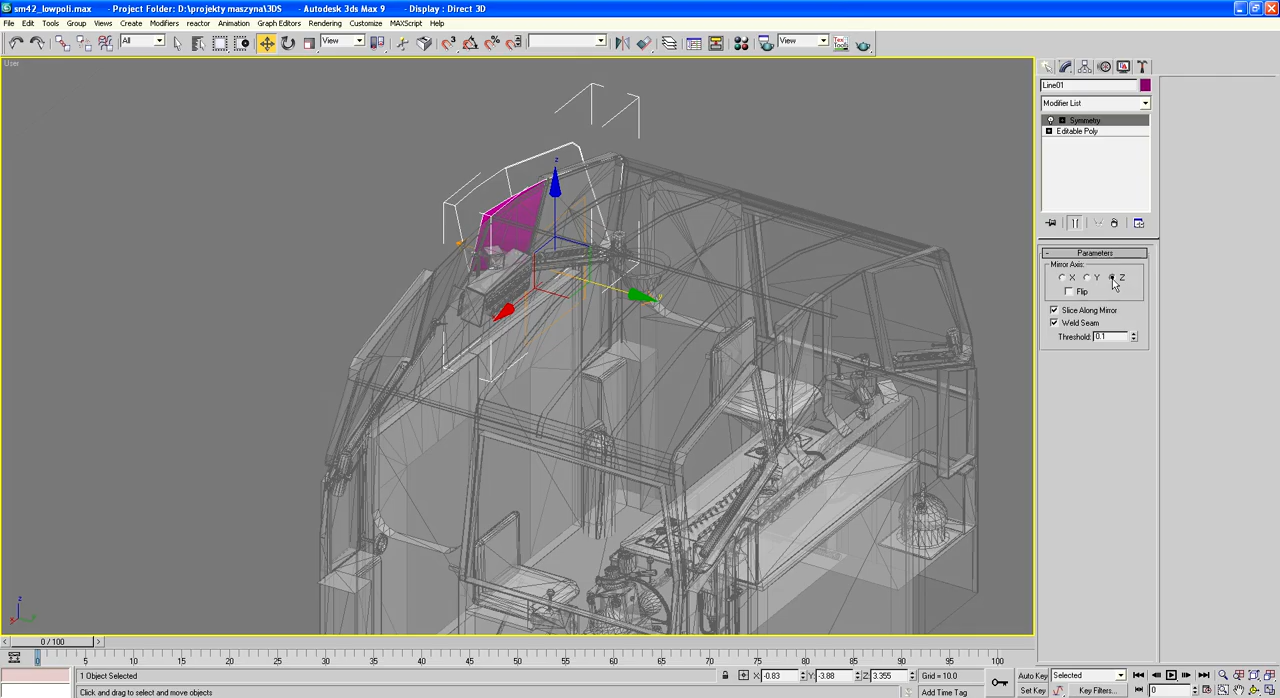 sm42_lowpoli.max - Project Folder: D:\projekty maszyna\3DS - Autodesk 3ds Max 9 - Display : Direct 3D
File Edit Tools Group Views Create Modifiers reactor Animation Graph Editors Rendering Customize MAXScript Help
All View View
User
Line01
Modifier List
Symmetry
Editable Poly
Parameters
Mirror Axis:
X Y Z
Flip
Slice Along Mirror
Weld Seam
Threshold: 0.1
z
y
z
x y
0 / 100
0 5 10 15 20 25 30 35 40 45 50 55 60 65 70 75 80 85 90 95 100
1 Object Selected X: -0.83 Y: -3.88 Z: 3.355 Grid = 10.0 Auto Key Selected
Click and drag to select and move objects Add Time Tag Set Key Key Filters...